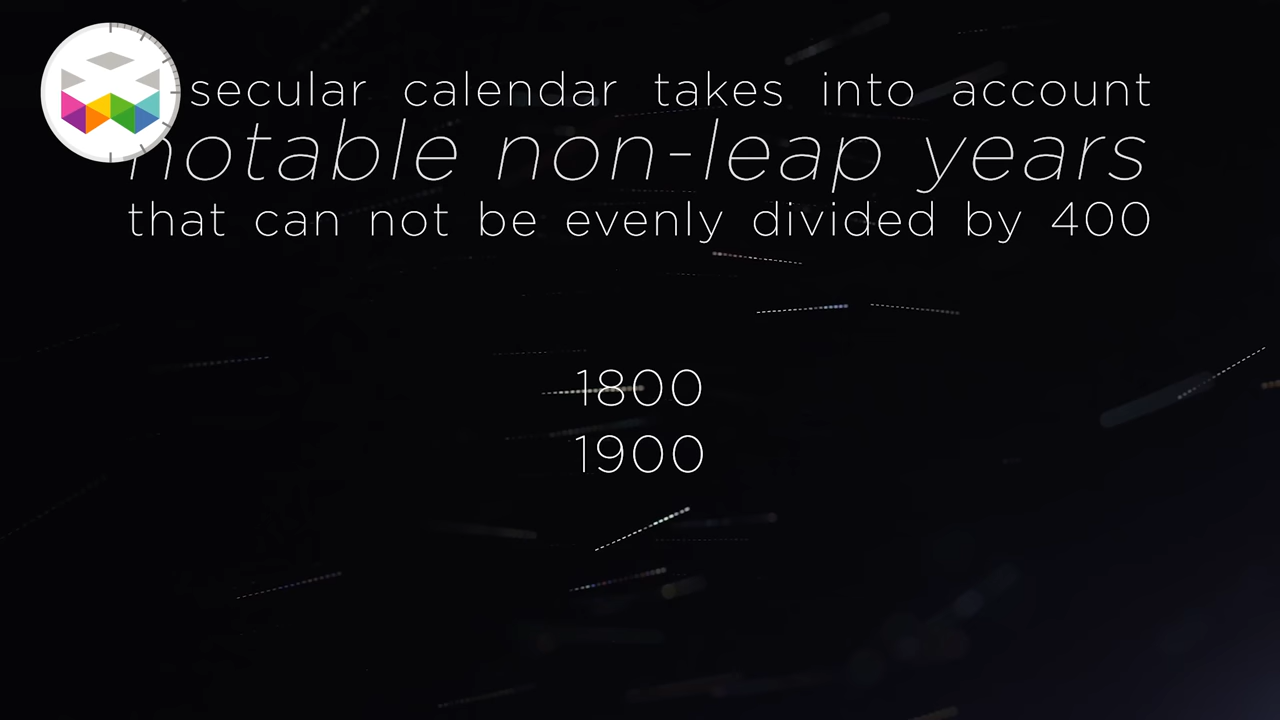 secular calendar takes into account
notable non-leap years
that can not be evenly divided by 400
1800
1900